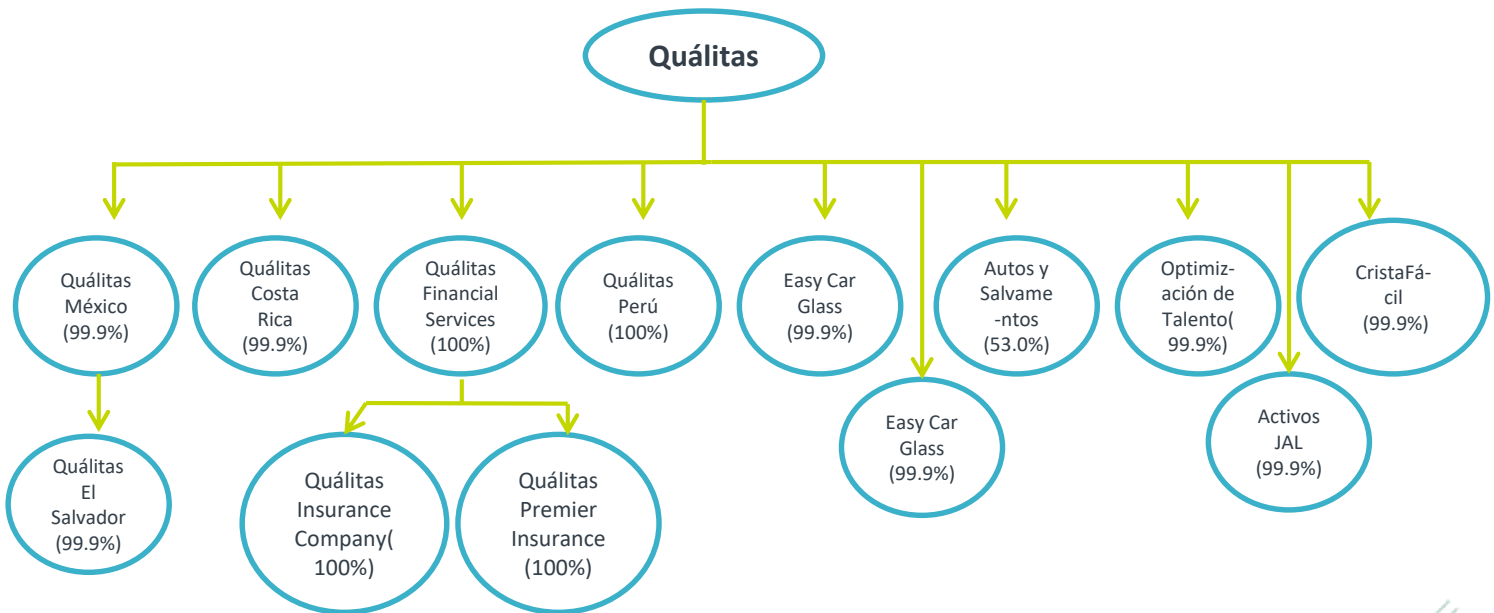 Quálitas
Quálitas
México
(99.9%)
Quálitas
Costa
Rica
(99.9%)
Quálitas
Financial
Services
(100%)
Quálitas
Perú
(100%)
Easy Car
Glass
(99.9%)
Autos y
Salvame
-ntos
(53.0%)
Optimiz-
ación de
Talento(
99.9%)
CristaFá-
cil
(99.9%)
Quálitas
El
Salvador
(99.9%)
Quálitas
Insurance
Company(
100%)
Quálitas
Premier
Insurance
(100%)
Easy Car
Glass
(99.9%)
Activos
JAL
(99.9%)